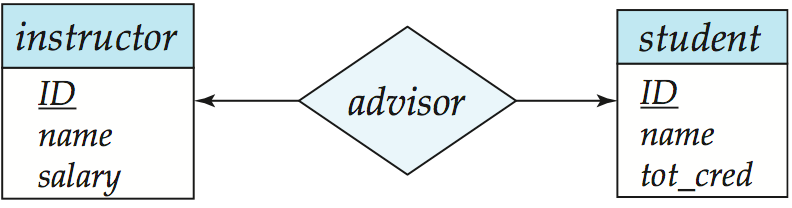 instructor
ID
name
salary
advisor
student
ID
name
tot_cred